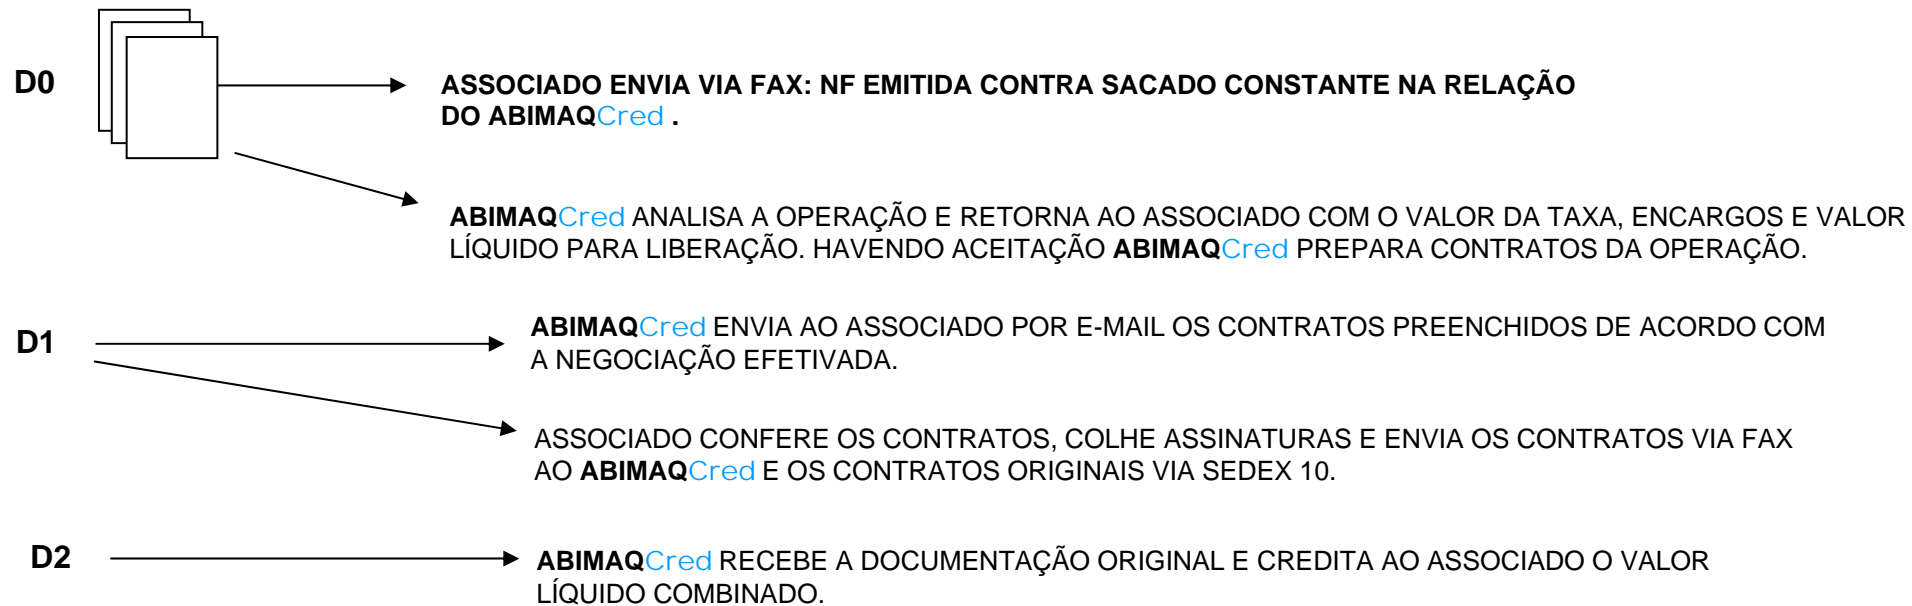 D0
ASSOCIADO ENVIA VIA FAX: NF EMITIDA CONTRA SACADO CONSTANTE NA RELAÇÃO
DO ABIMAQCred .
ABIMAQCred ANALISA A OPERAÇÃO E RETORNA AO ASSOCIADO COM O VALOR DA TAXA, ENCARGOS E VALOR
LÍQUIDO PARA LIBERAÇÃO. HAVENDO ACEITAÇÃO ABIMAQCred PREPARA CONTRATOS DA OPERAÇÃO.
D1
ABIMAQCred ENVIA AO ASSOCIADO POR E-MAIL OS CONTRATOS PREENCHIDOS DE ACORDO COM
A NEGOCIAÇÃO EFETIVADA.
ASSOCIADO CONFERE OS CONTRATOS, COLHE ASSINATURAS E ENVIA OS CONTRATOS VIA FAX
AO ABIMAQCred E OS CONTRATOS ORIGINAIS VIA SEDEX 10.
D2
ABIMAQCred RECEBE A DOCUMENTAÇÃO ORIGINAL E CREDITA AO ASSOCIADO O VALOR
LÍQUIDO COMBINADO.